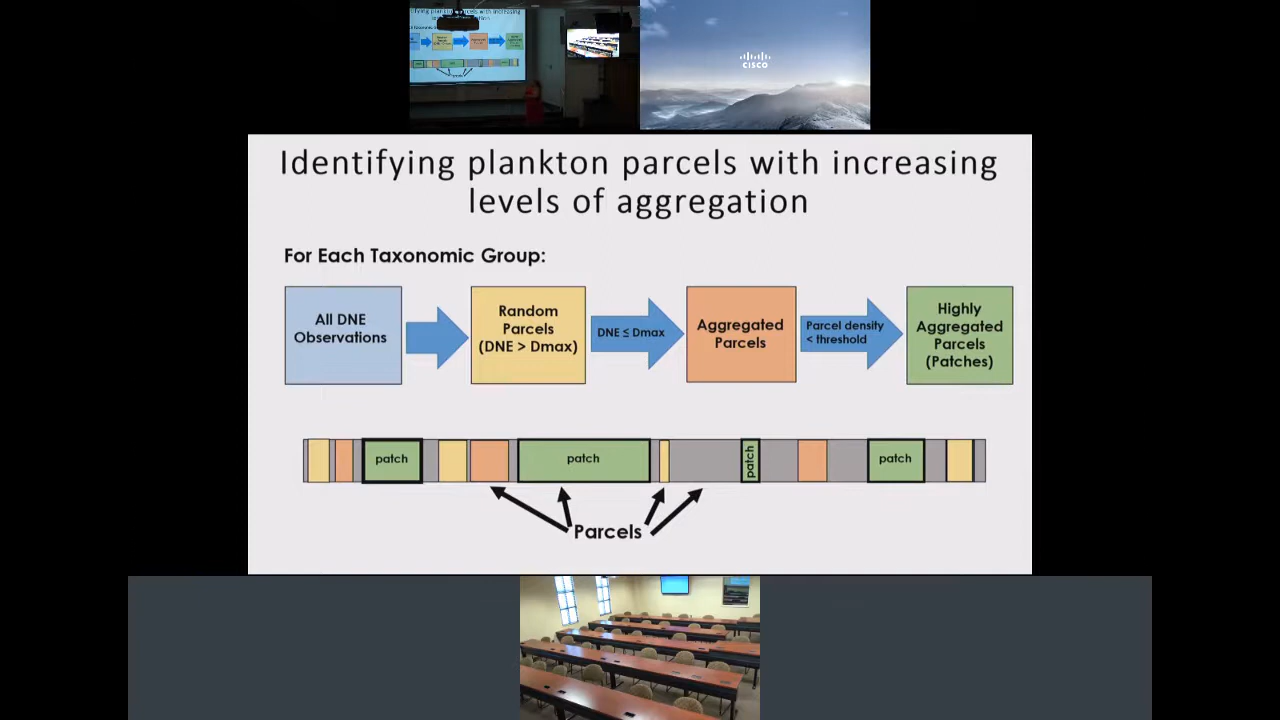 CISCO
Identifying plankton parcels with increasing
levels of aggregation
For Each Taxonomic Group:
All DNE
Observations
Random
Parcels
(DNE > Dmax)
DNE ≤ Dmax
Aggregated
Parcels
Parcel density
< threshold
Highly
Aggregated
Parcels
(Patches)
patch
patch
patch
patch
Parcels